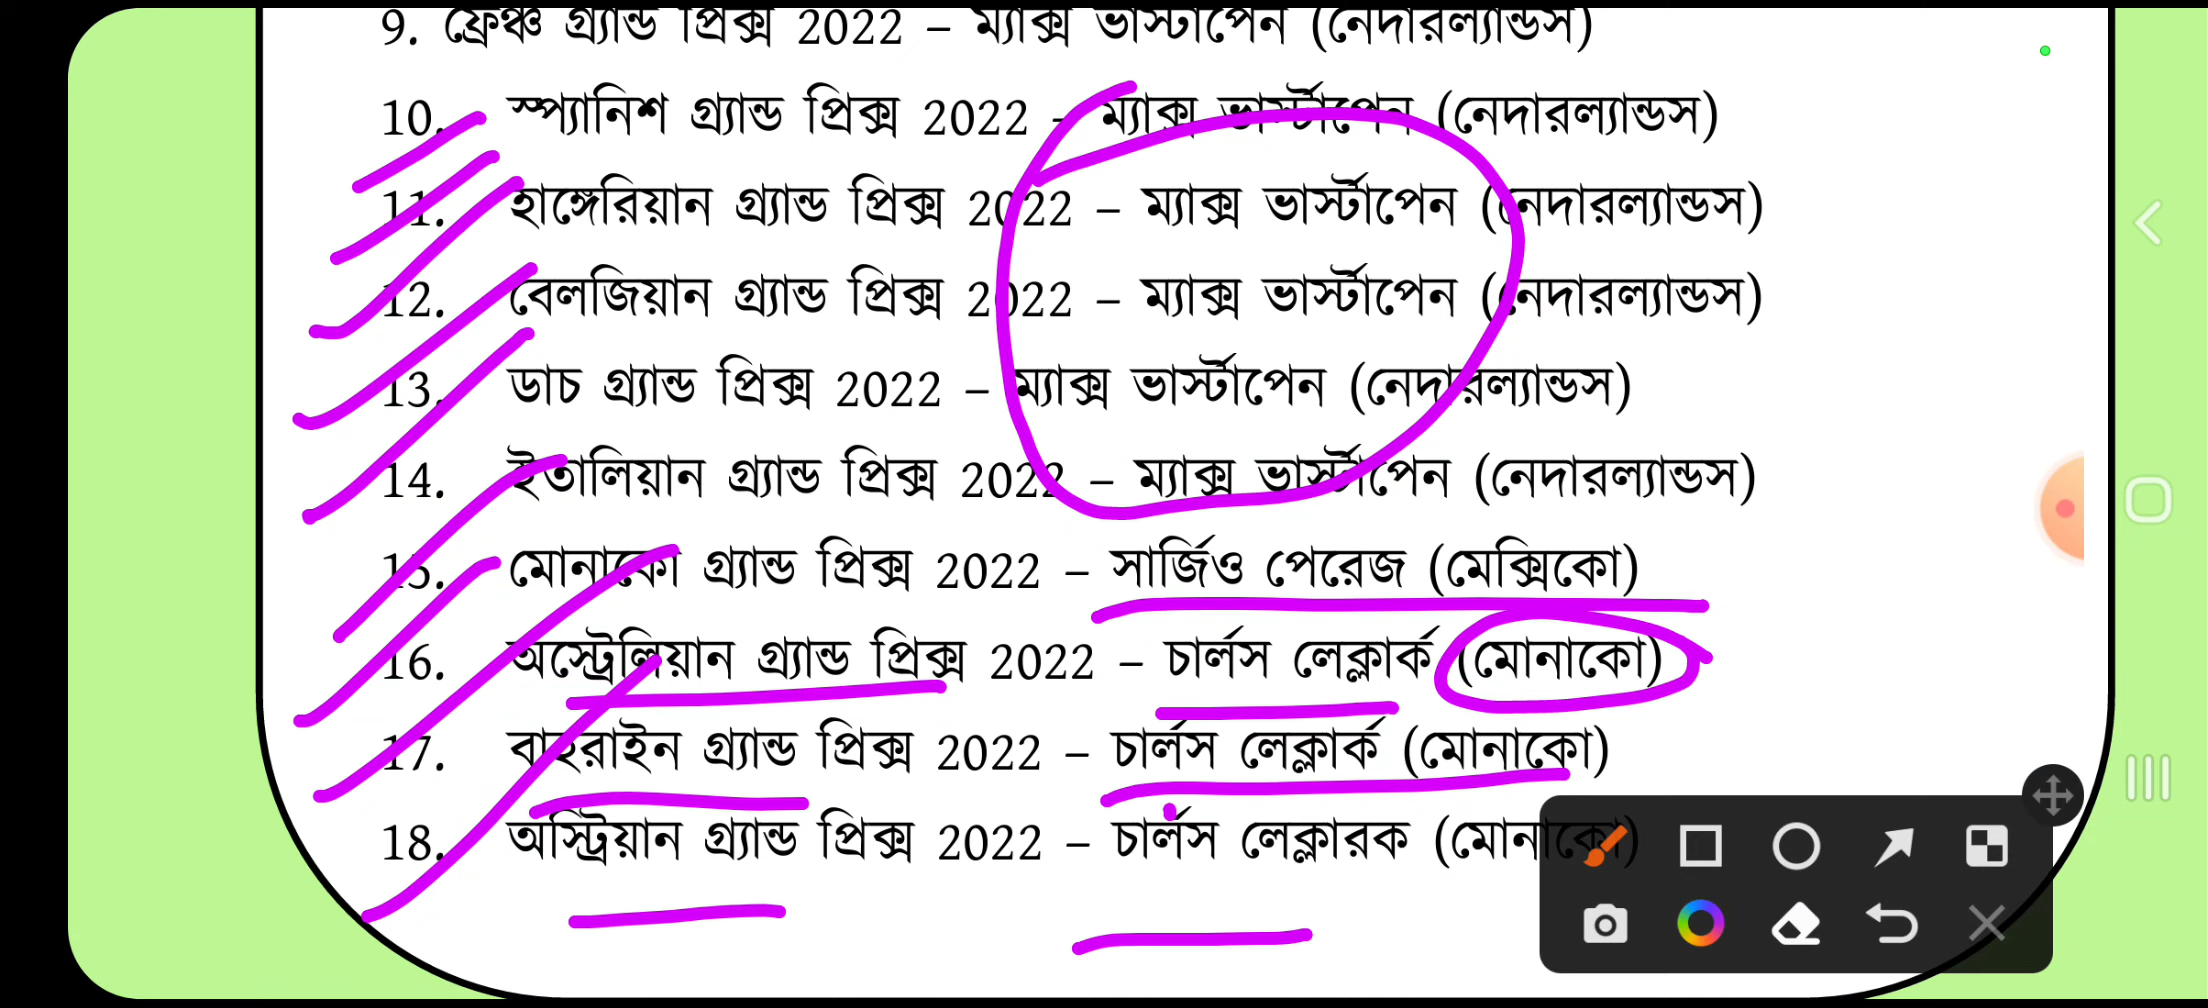 9. ফ্রেঞ্চ গ্র্যান্ড প্রিক্স 2022 – ম্যাক্স ভার্স্টাপেন (নেদারল্যান্ডস)
10. স্প্যানিশ গ্র্যান্ড প্রিক্স 2022 – ম্যাক্স ভার্স্টাপেন (নেদারল্যান্ডস)
11. হাঙ্গেরিয়ান গ্র্যান্ড প্রিক্স 2022 – ম্যাক্স ভার্স্টাপেন (নেদারল্যান্ডস)
12. বেলজিয়ান গ্র্যান্ড প্রিক্স 2022 – ম্যাক্স ভার্স্টাপেন (নেদারল্যান্ডস)
13. ডাচ গ্র্যান্ড প্রিক্স 2022 – ম্যাক্স ভার্স্টাপেন (নেদারল্যান্ডস)
14. ইতালিয়ান গ্র্যান্ড প্রিক্স 2022 – ম্যাক্স ভার্স্টাপেন (নেদারল্যান্ডস)
15. মোনাকো গ্র্যান্ড প্রিক্স 2022 – সার্জিও পেরেজ (মেক্সিকো)
16. অস্ট্রেলিয়ান গ্র্যান্ড প্রিক্স 2022 – চার্লস লেক্লার্ক (মোনাকো)
17. বাহরাইন গ্র্যান্ড প্রিক্স 2022 – চার্লস লেক্লার্ক (মোনাকো)
18. অস্ট্রিয়ান গ্র্যান্ড প্রিক্স 2022 – চার্লস লেক্লারক (মোনাকো)